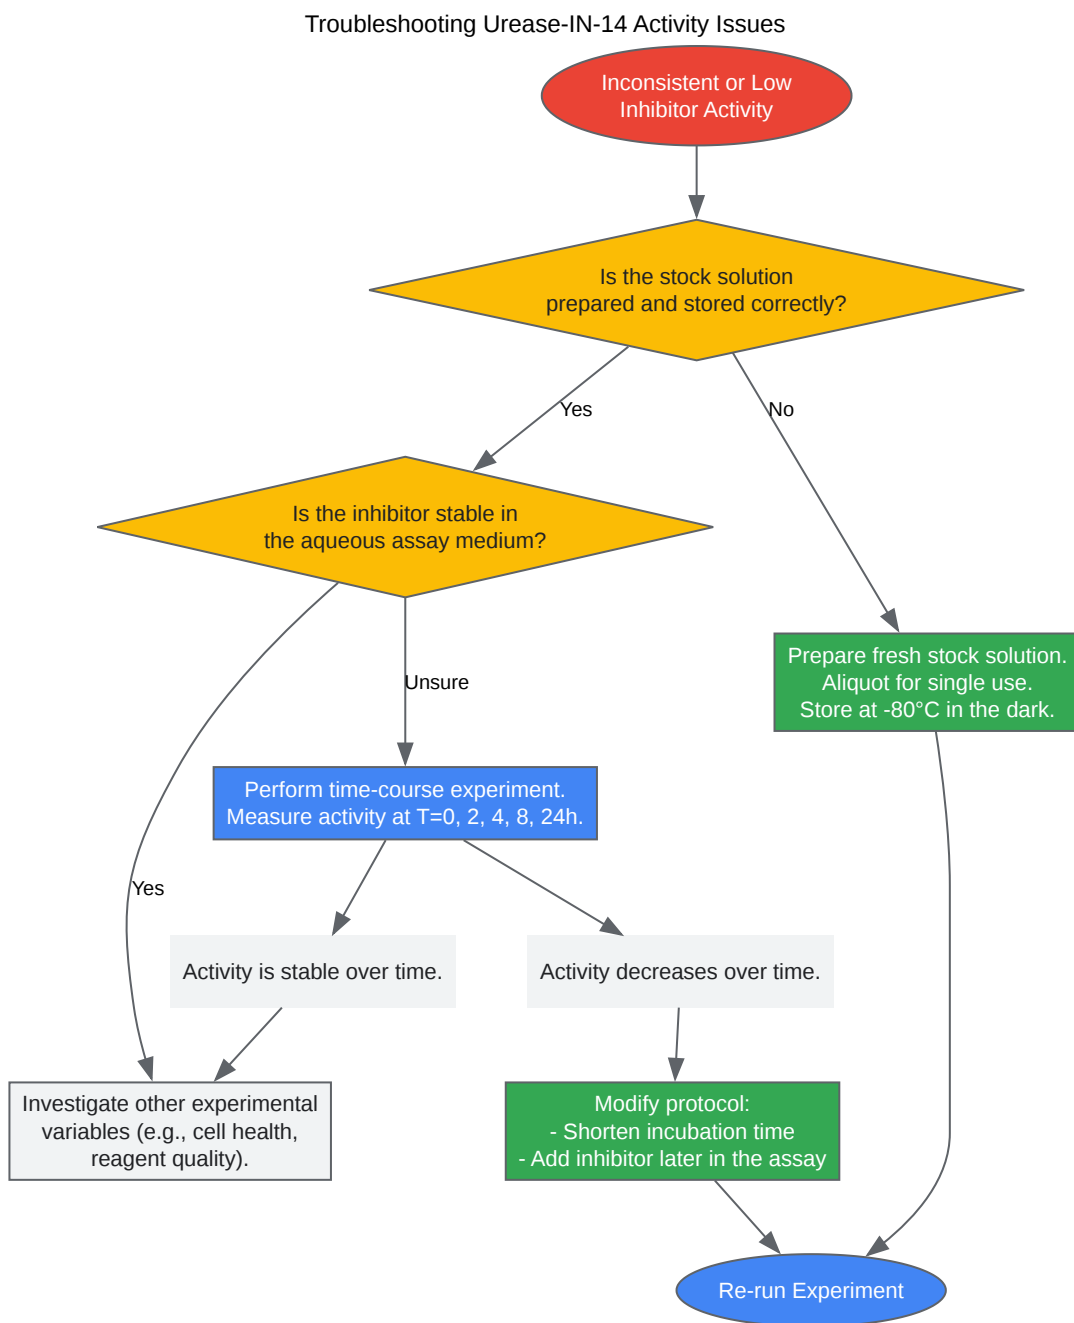 Troubleshooting Urease-IN-14 Activity Issues
Inconsistent or Low
Inhibitor Activity
Is the stock solution
prepared and stored correctly?
Yes
No
Is the inhibitor stable in
the aqueous assay medium?
Prepare fresh stock solution.
Aliquot for single use.
Store at -80°C in the dark.
Unsure
Perform time-course experiment.
Measure activity at T=0, 2, 4, 8, 24h.
Yes
Activity is stable over time.
Activity decreases over time.
Investigate other experimental
variables (e.g., cell health,
reagent quality).
Modify protocol:
- Shorten incubation time
- Add inhibitor later in the assay
Re-run Experiment